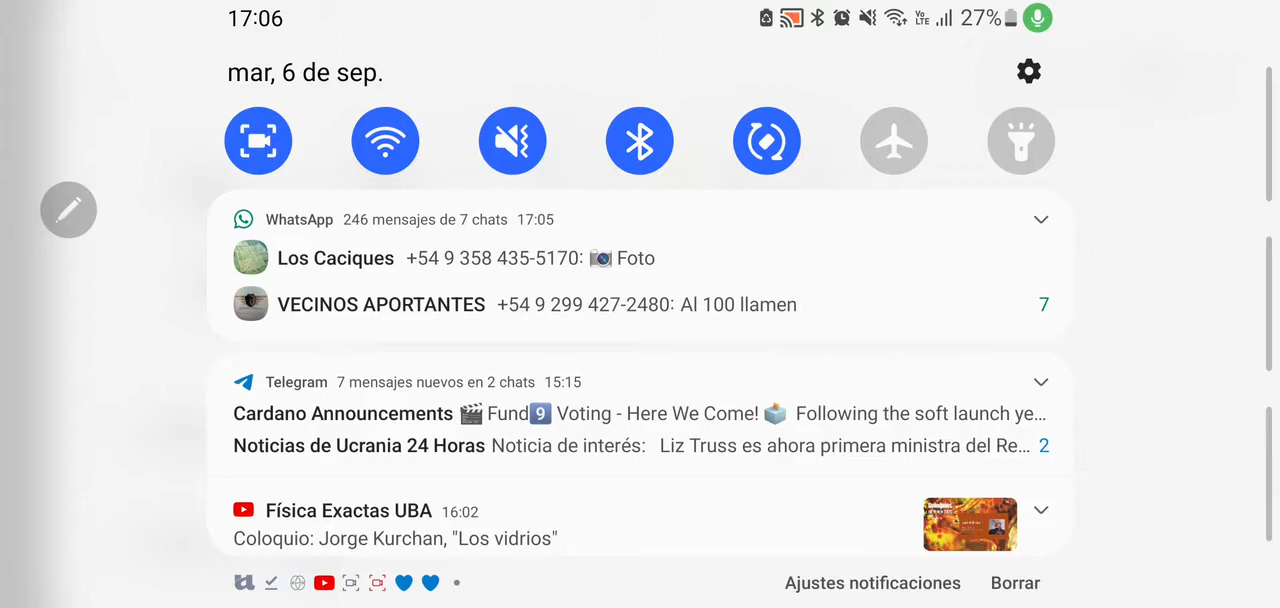 17:06
Vo LTE 27%
mar, 6 de sep.
WhatsApp 246 mensajes de 7 chats 17:05
Los Caciques +54 9 358 435-5170: 📷 Foto
VECINOS APORTANTES +54 9 299 427-2480: Al 100 llamen 7
Telegram 7 mensajes nuevos en 2 chats 15:15
Cardano Announcements 🎬 Fund9️⃣ Voting - Here We Come! 🗳️ Following the soft launch ye...
Noticias de Ucrania 24 Horas Noticia de interés: Liz Truss es ahora primera ministra del Re... 2
Física Exactas UBA 16:02
Coloquio: Jorge Kurchan, "Los vidrios"
Ajustes notificaciones Borrar